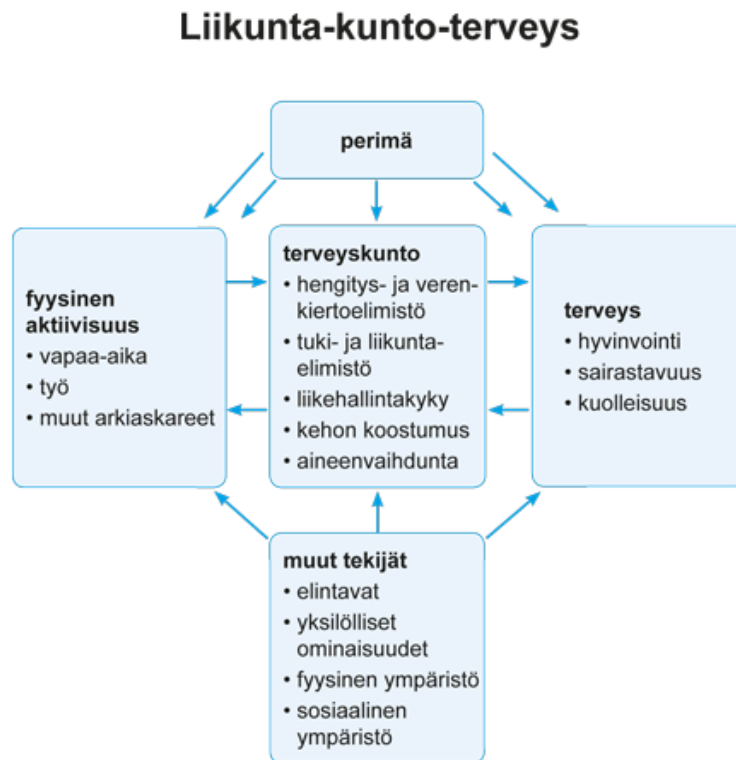 Liikunta-kunto-terveys
perimä
fyysinen
aktiivisuus
• vapaa-aika
• työ
• muut arkiaskareet
terveyskunto
• hengitys- ja veren-
kiertoelimistö
• tuki- ja liikunta-
elimistö
• liikehallintakyky
• kehon koostumus
• aineenvaihdunta
terveys
• hyvinvointi
• sairastavuus
• kuolleisuus
muut tekijät
• elintavat
• yksilölliset
ominaisuudet
• fyysinen ympäristö
• sosiaalinen
ympäristö